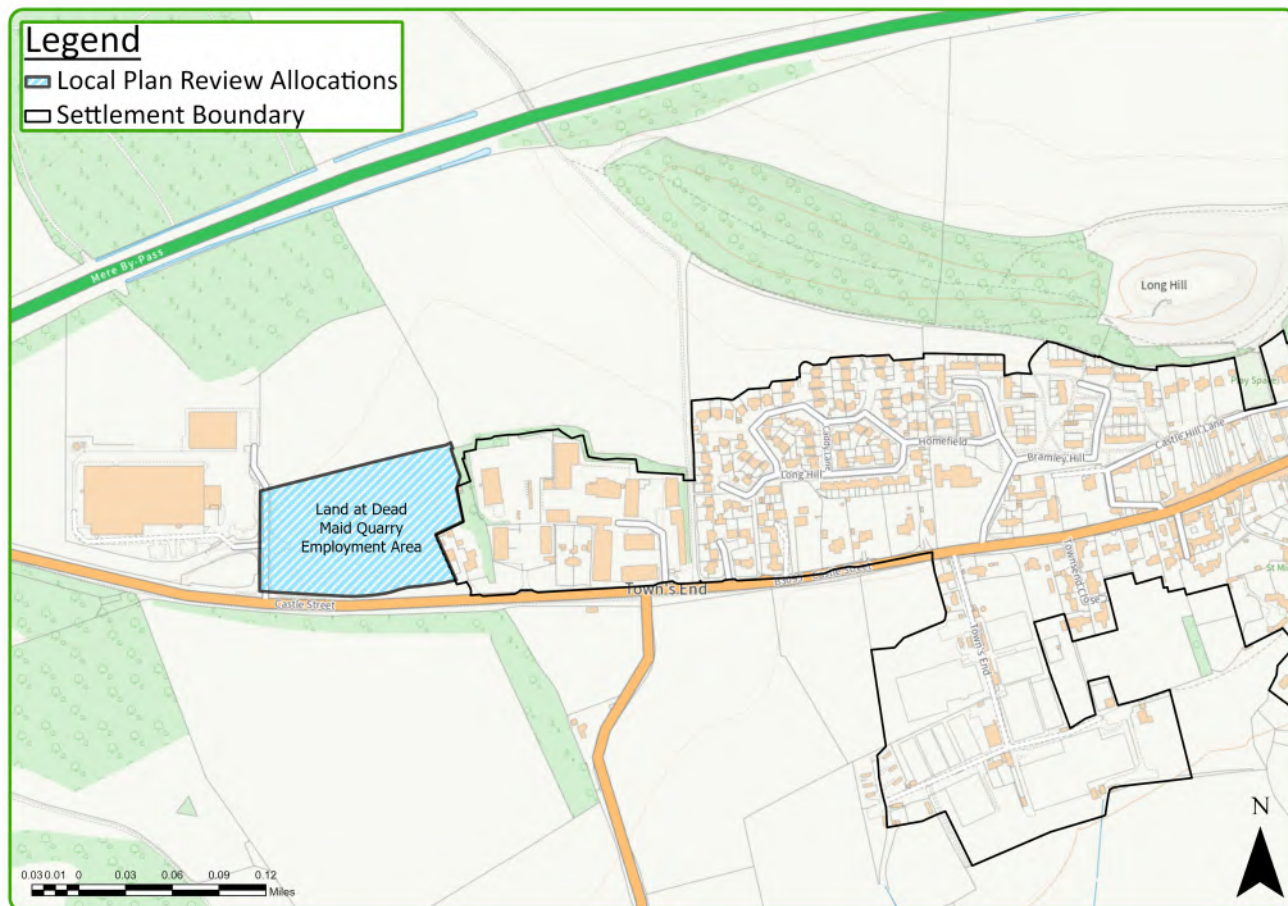 Legend
Local Plan Review Allocations
Settlement Boundary
Mere By-Pass
Long Hill
Play Space
Castle Hill Lane
Homefield
Bramley Hill
Long Hill
Land at Dead
Maid Quarry
Employment Area
Castle Street
Town's End
Castle Street
Town's End
N
0.03 0.01 0 0.03 0.06 0.09 0.12
Miles